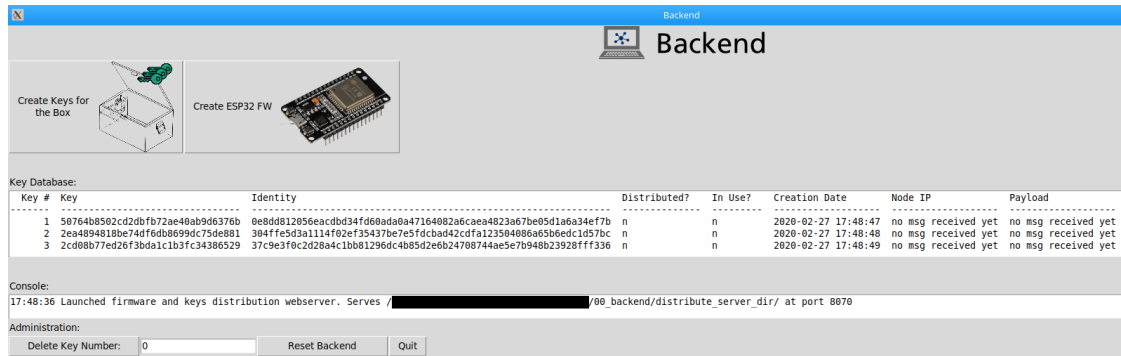 Backend
Backend
Create Keys for
the Box
Create ESP32 FW
Key Database:
Key # Key Identity Distributed? In Use? Creation Date Node IP Payload
1 50764b8502cd2dbfb72ae40ab9d6376b 0e8dd812056eacdbd34fd60ada0a47164082a6caea4823a67be05d1a6a34ef7b n n 2020-02-27 17:48:47 no msg received yet no msg received yet
2 2ea4894818be74df6db8699dc75de881 304ffe5d3a1114f02ef35437be7e5fdcbad42cdfa123504086a65b6edc1d57bc n n 2020-02-27 17:48:48 no msg received yet no msg received yet
3 2cd08b77ed26f3bda1c1b3fc34386529 37c9e3f0c2d28a4c1bb81296dc4b85d2e6b24708744ae5e7b948b23928fff336 n n 2020-02-27 17:48:49 no msg received yet no msg received yet
Console:
17:48:36 Launched firmware and keys distribution webserver. Serves / /00_backend/distribute_server_dir/ at port 8070
Administration:
Delete Key Number: 0 Reset Backend Quit